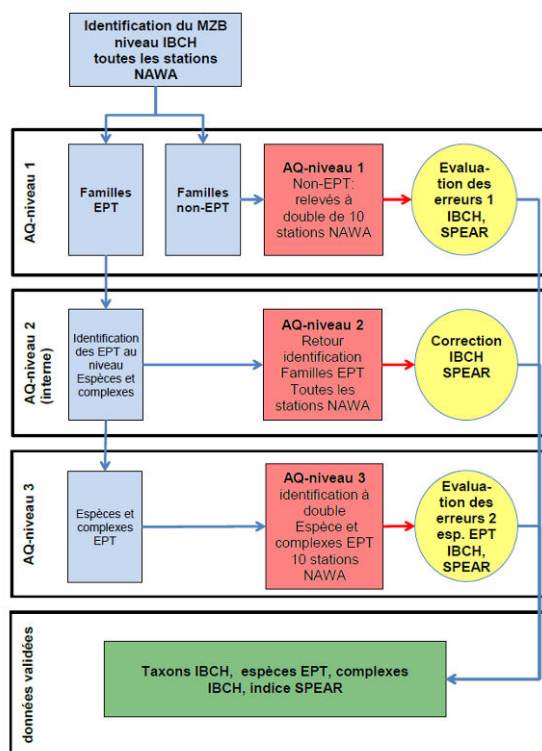 Identification du MZB
niveau IBCH
toutes les stations
NAWA
AQ-niveau 1
Familles
EPT
Familles
non-EPT
AQ-niveau 1
Non-EPT:
relevés à
double de 10
stations NAWA
Evaluation
des
erreurs 1
IBCH,
SPEAR
AQ-niveau 2
(interne)
Identification
des EPT au
niveau
Espèces et
complexes
AQ-niveau 2
Retour
identification
Familles EPT
Toutes les
stations NAWA
Correction
IBCH
SPEAR
AQ-niveau 3
Espèces et
complexes
EPT
AQ-niveau 3
identification à
double
Espèce et
complexes EPT
10 stations
NAWA
Evalua-
tion des
erreurs 2
esp. EPT
IBCH,
SPEAR
données validées
Taxons IBCH, espèces EPT, complexes
IBCH, indice SPEAR